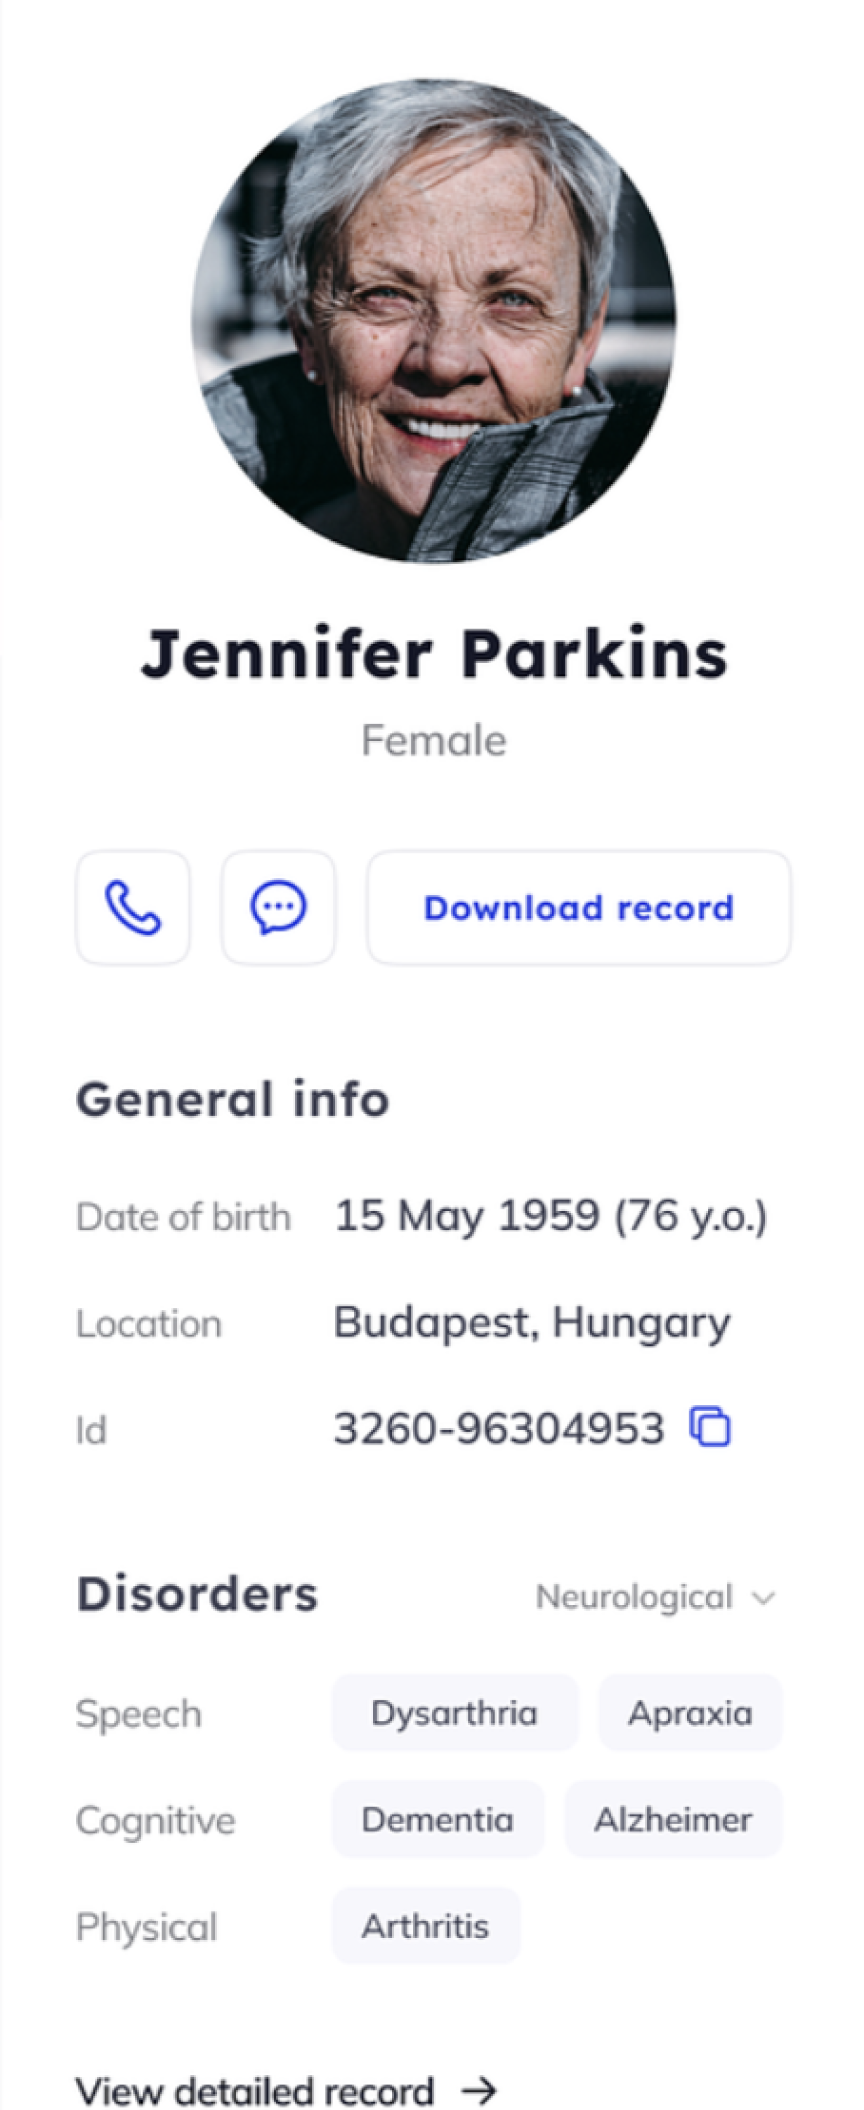 Jennifer Parkins
Female
Download record
General info
Date of birth 15 May 1959 (76 y.o.)
Location Budapest, Hungary
Id 3260-96304953
Disorders Neurological
Speech Dysarthria Apraxia
Cognitive Dementia Alzheimer
Physical Arthritis
View detailed record →